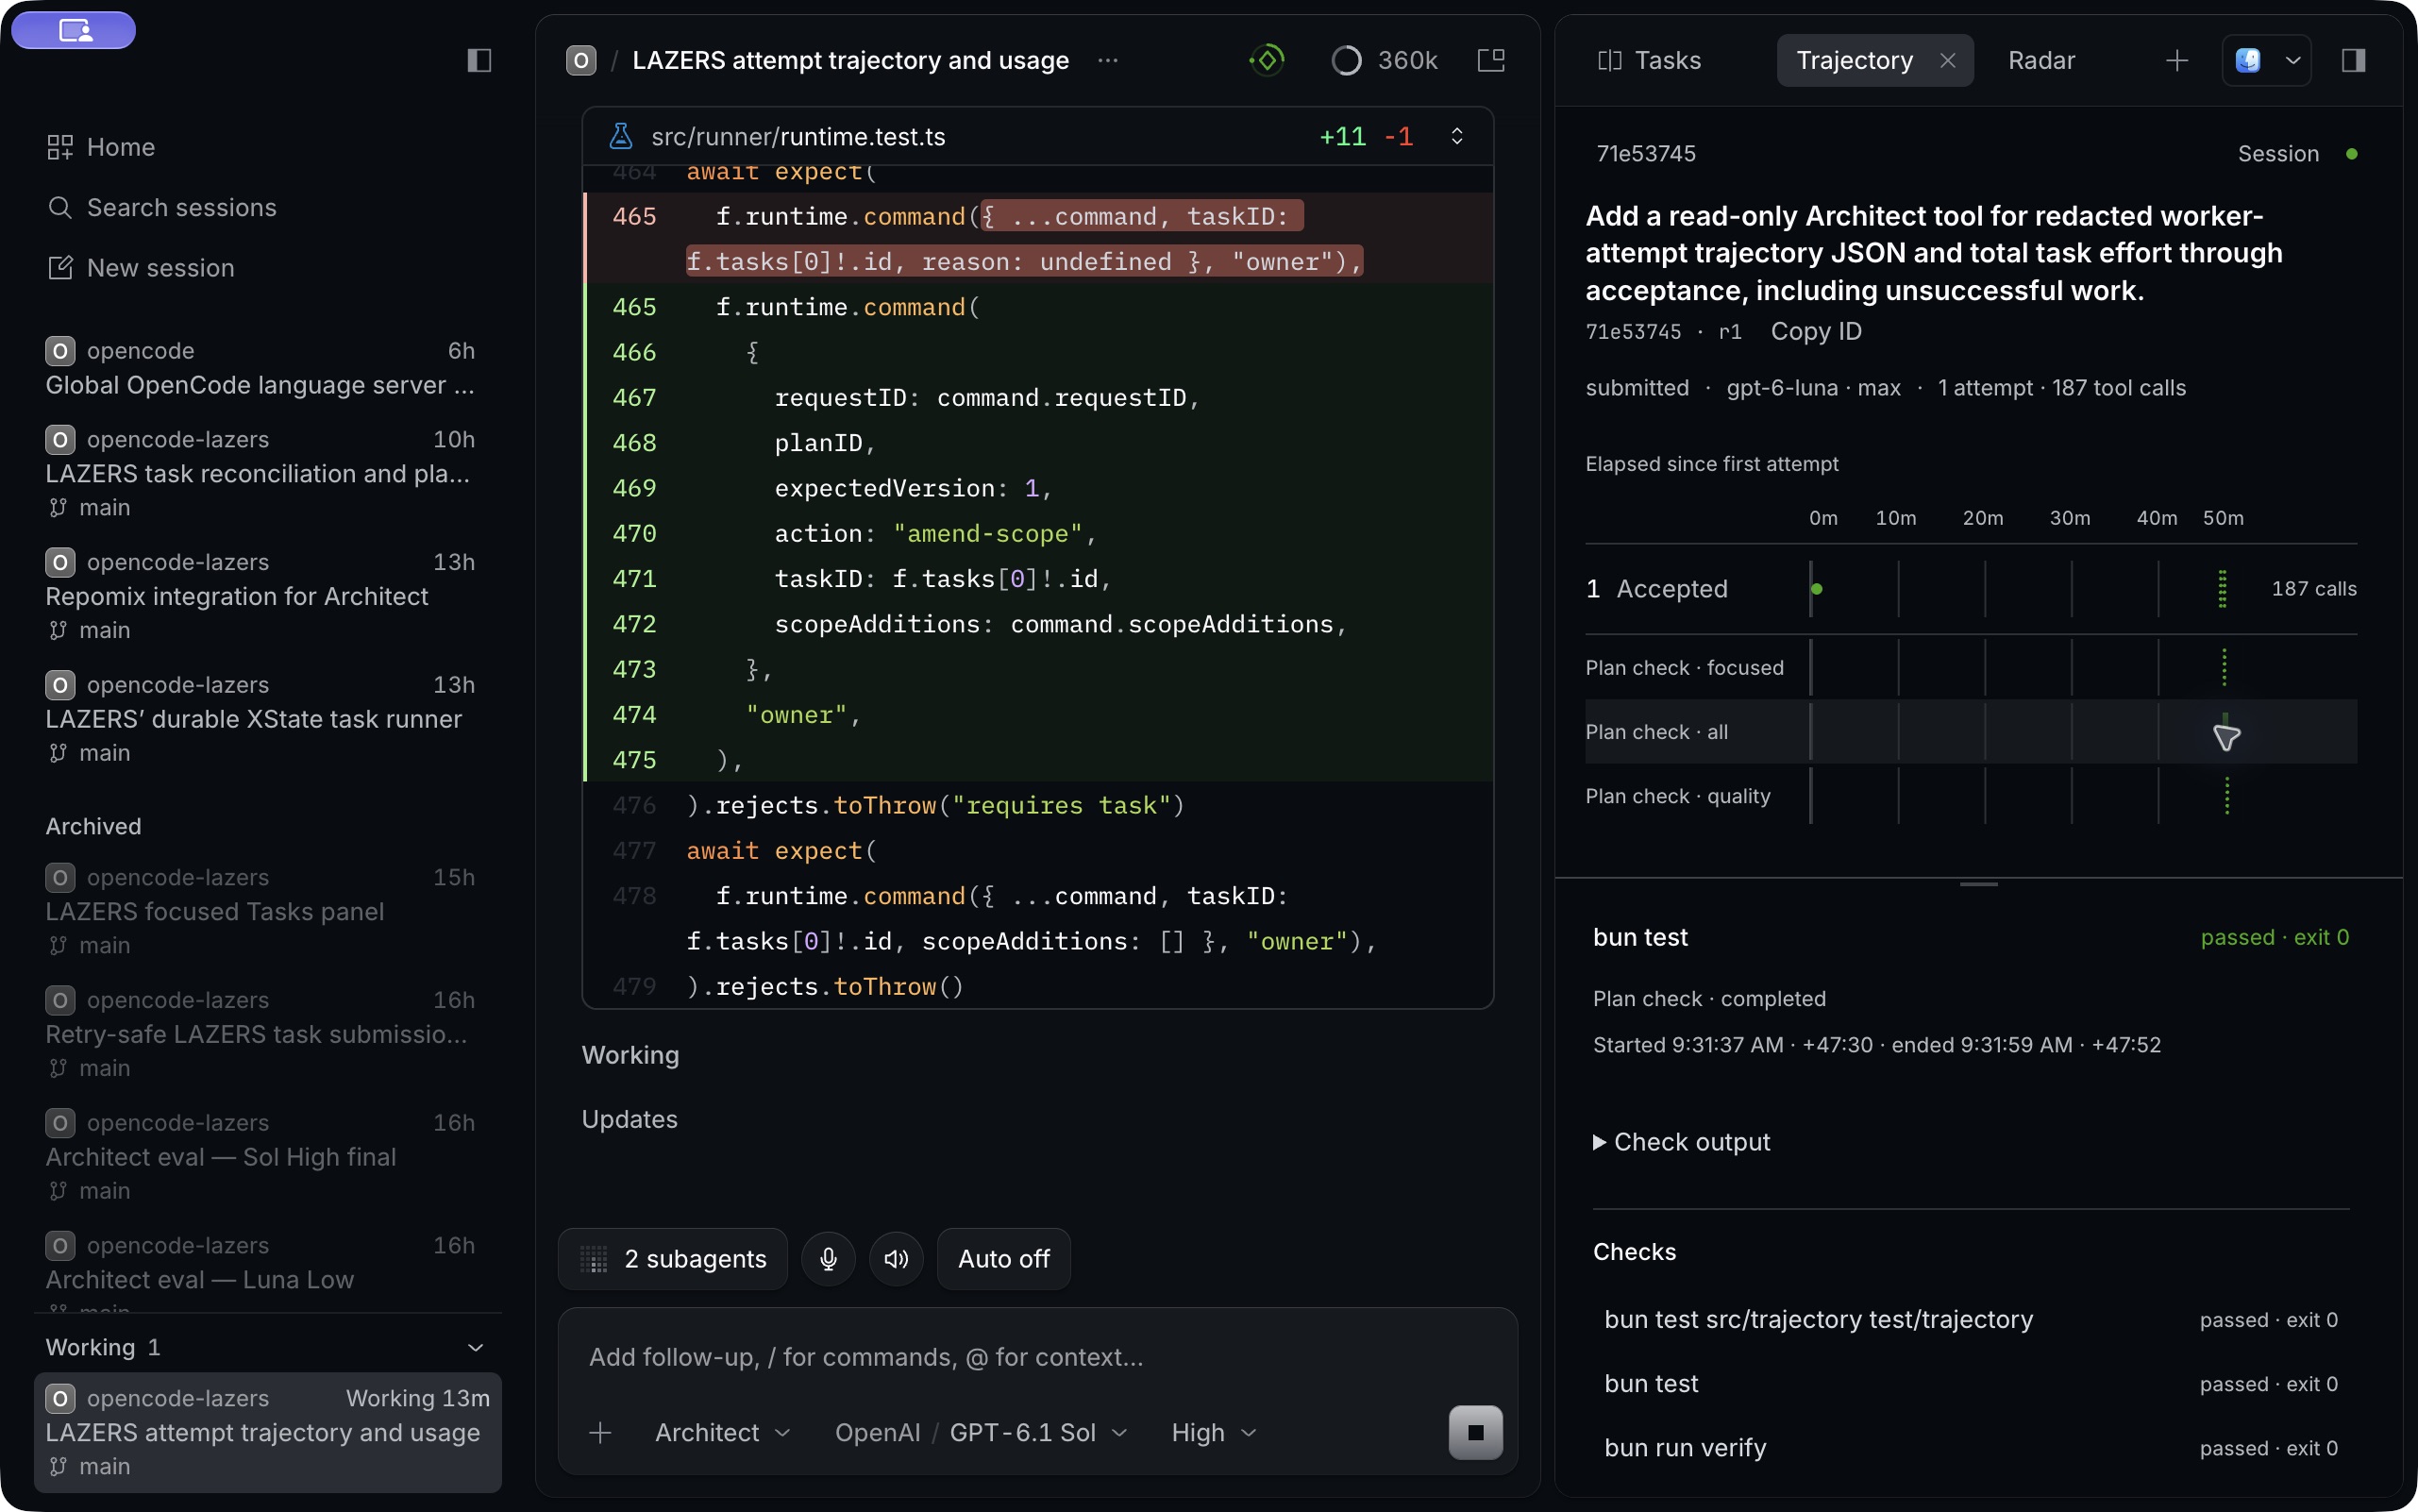 Home
Search sessions
New session
O opencode 6h
Global OpenCode language server ...
O opencode-lazers 10h
LAZERS task reconciliation and pla...
main
O opencode-lazers 13h
Repomix integration for Architect
main
O opencode-lazers 13h
LAZERS’ durable XState task runner
main
Archived
O opencode-lazers 15h
LAZERS focused Tasks panel
main
O opencode-lazers 16h
Retry-safe LAZERS task submissio...
main
O opencode-lazers 16h
Architect eval — Sol High final
main
O opencode-lazers 16h
Architect eval — Luna Low
main
Working 1
O opencode-lazers Working 13m
LAZERS attempt trajectory and usage
main
O / LAZERS attempt trajectory and usage ... 360k
src/runner/runtime.test.ts +11 -1
464 await expect(
465 f.runtime.command({ ...command, taskID:
f.tasks[0]!.id, reason: undefined }, "owner"),
465 f.runtime.command(
466 {
467 requestID: command.requestID,
468 planID,
469 expectedVersion: 1,
470 action: "amend-scope",
471 taskID: f.tasks[0]!.id,
472 scopeAdditions: command.scopeAdditions,
473 },
474 "owner",
475 ),
476 ).rejects.toThrow("requires task")
477 await expect(
478 f.runtime.command({ ...command, taskID:
f.tasks[0]!.id, scopeAdditions: [] }, "owner"),
479 ).rejects.toThrow()
Working
Updates
2 subagents Auto off
Add follow-up, / for commands, @ for context...
Architect OpenAI / GPT-6.1 Sol High
Tasks Trajectory Radar
71e53745 Session
Add a read-only Architect tool for redacted worker-
attempt trajectory JSON and total task effort through
acceptance, including unsuccessful work.
71e53745 · r1 Copy ID
submitted · gpt-6-luna · max · 1 attempt · 187 tool calls
Elapsed since first attempt
0m 10m 20m 30m 40m 50m
1 Accepted 187 calls
Plan check · focused
Plan check · all
Plan check · quality
bun test passed · exit 0
Plan check · completed
Started 9:31:37 AM · +47:30 · ended 9:31:59 AM · +47:52
Check output
Checks
bun test src/trajectory test/trajectory passed · exit 0
bun test passed · exit 0
bun run verify passed · exit 0